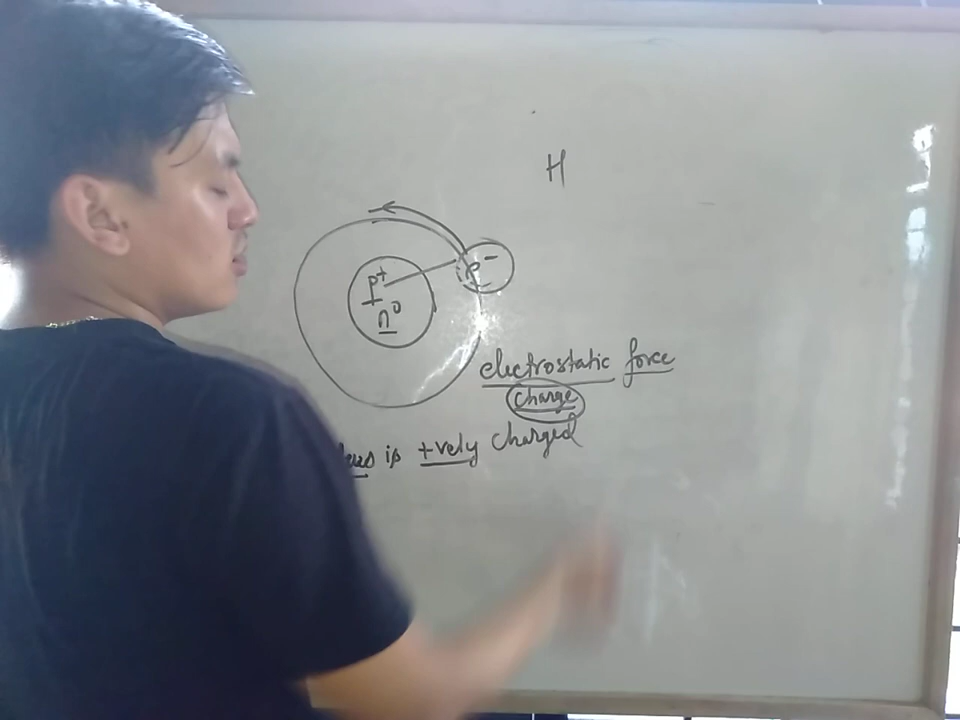 H
p+
n0
e-
electrostatic force
charge
is +vely charged